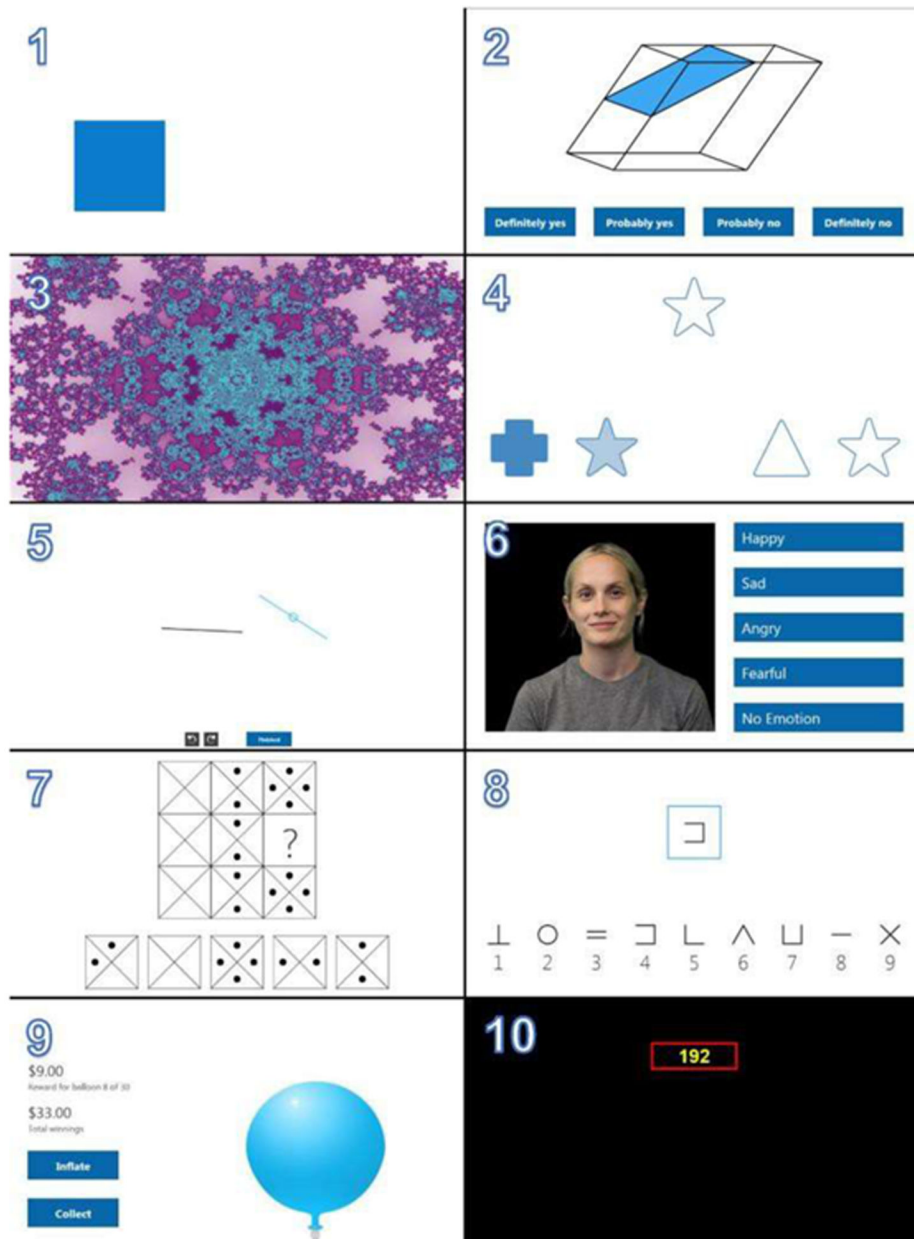 1
2
Definitely yes
Probably yes
Probably no
Definitely no
3
4
5
Finished
6
Happy
Sad
Angry
Fearful
No Emotion
7
?
8
1 2 3 4 5 6 7 8 9
9
$9.00
Reward for balloon 8 of 30
$33.00
Total winnings
Inflate
Collect
10
192